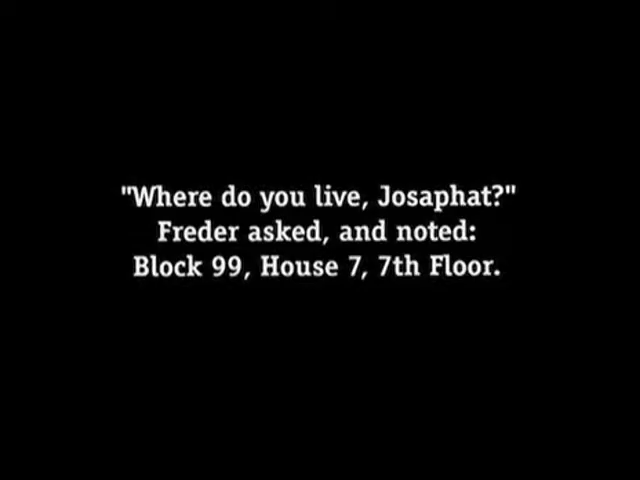 "Where do you live, Josaphat?"
Freder asked, and noted:
Block 99, House 7, 7th Floor.